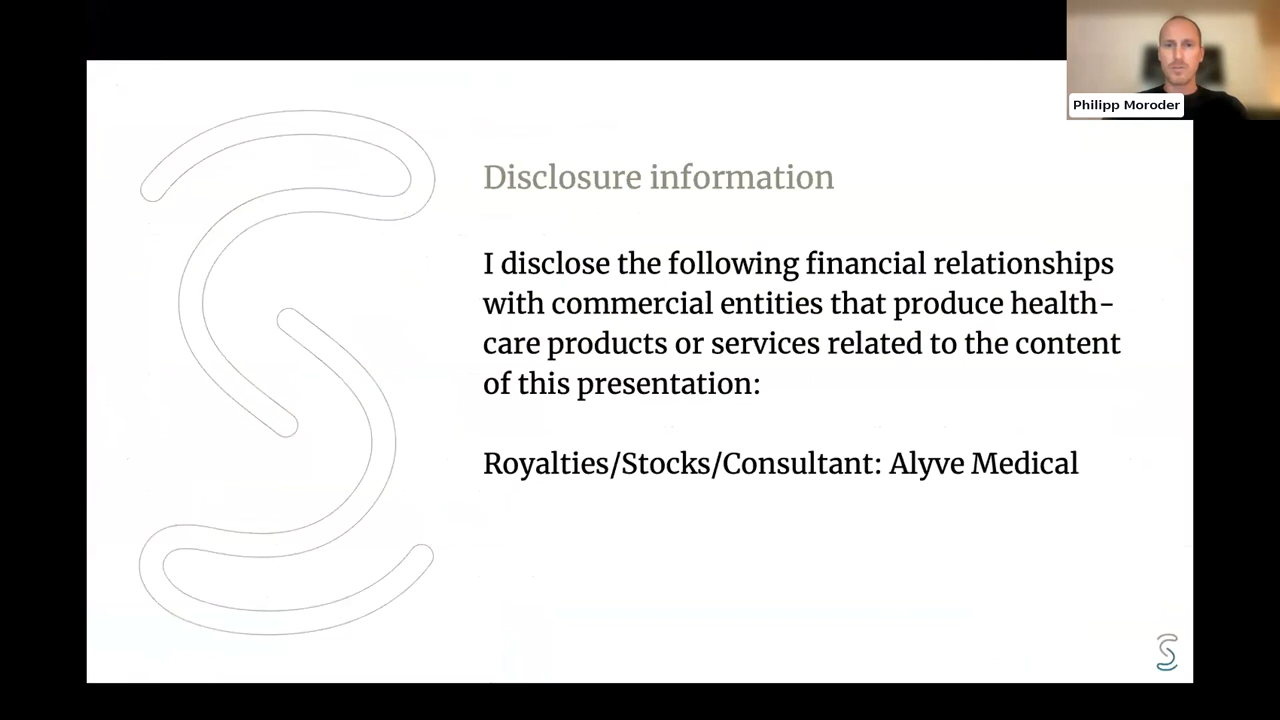 Philipp Moroder
Disclosure information
I disclose the following financial relationships
with commercial entities that produce health-
care products or services related to the content
of this presentation:
Royalties/Stocks/Consultant: Alyve Medical